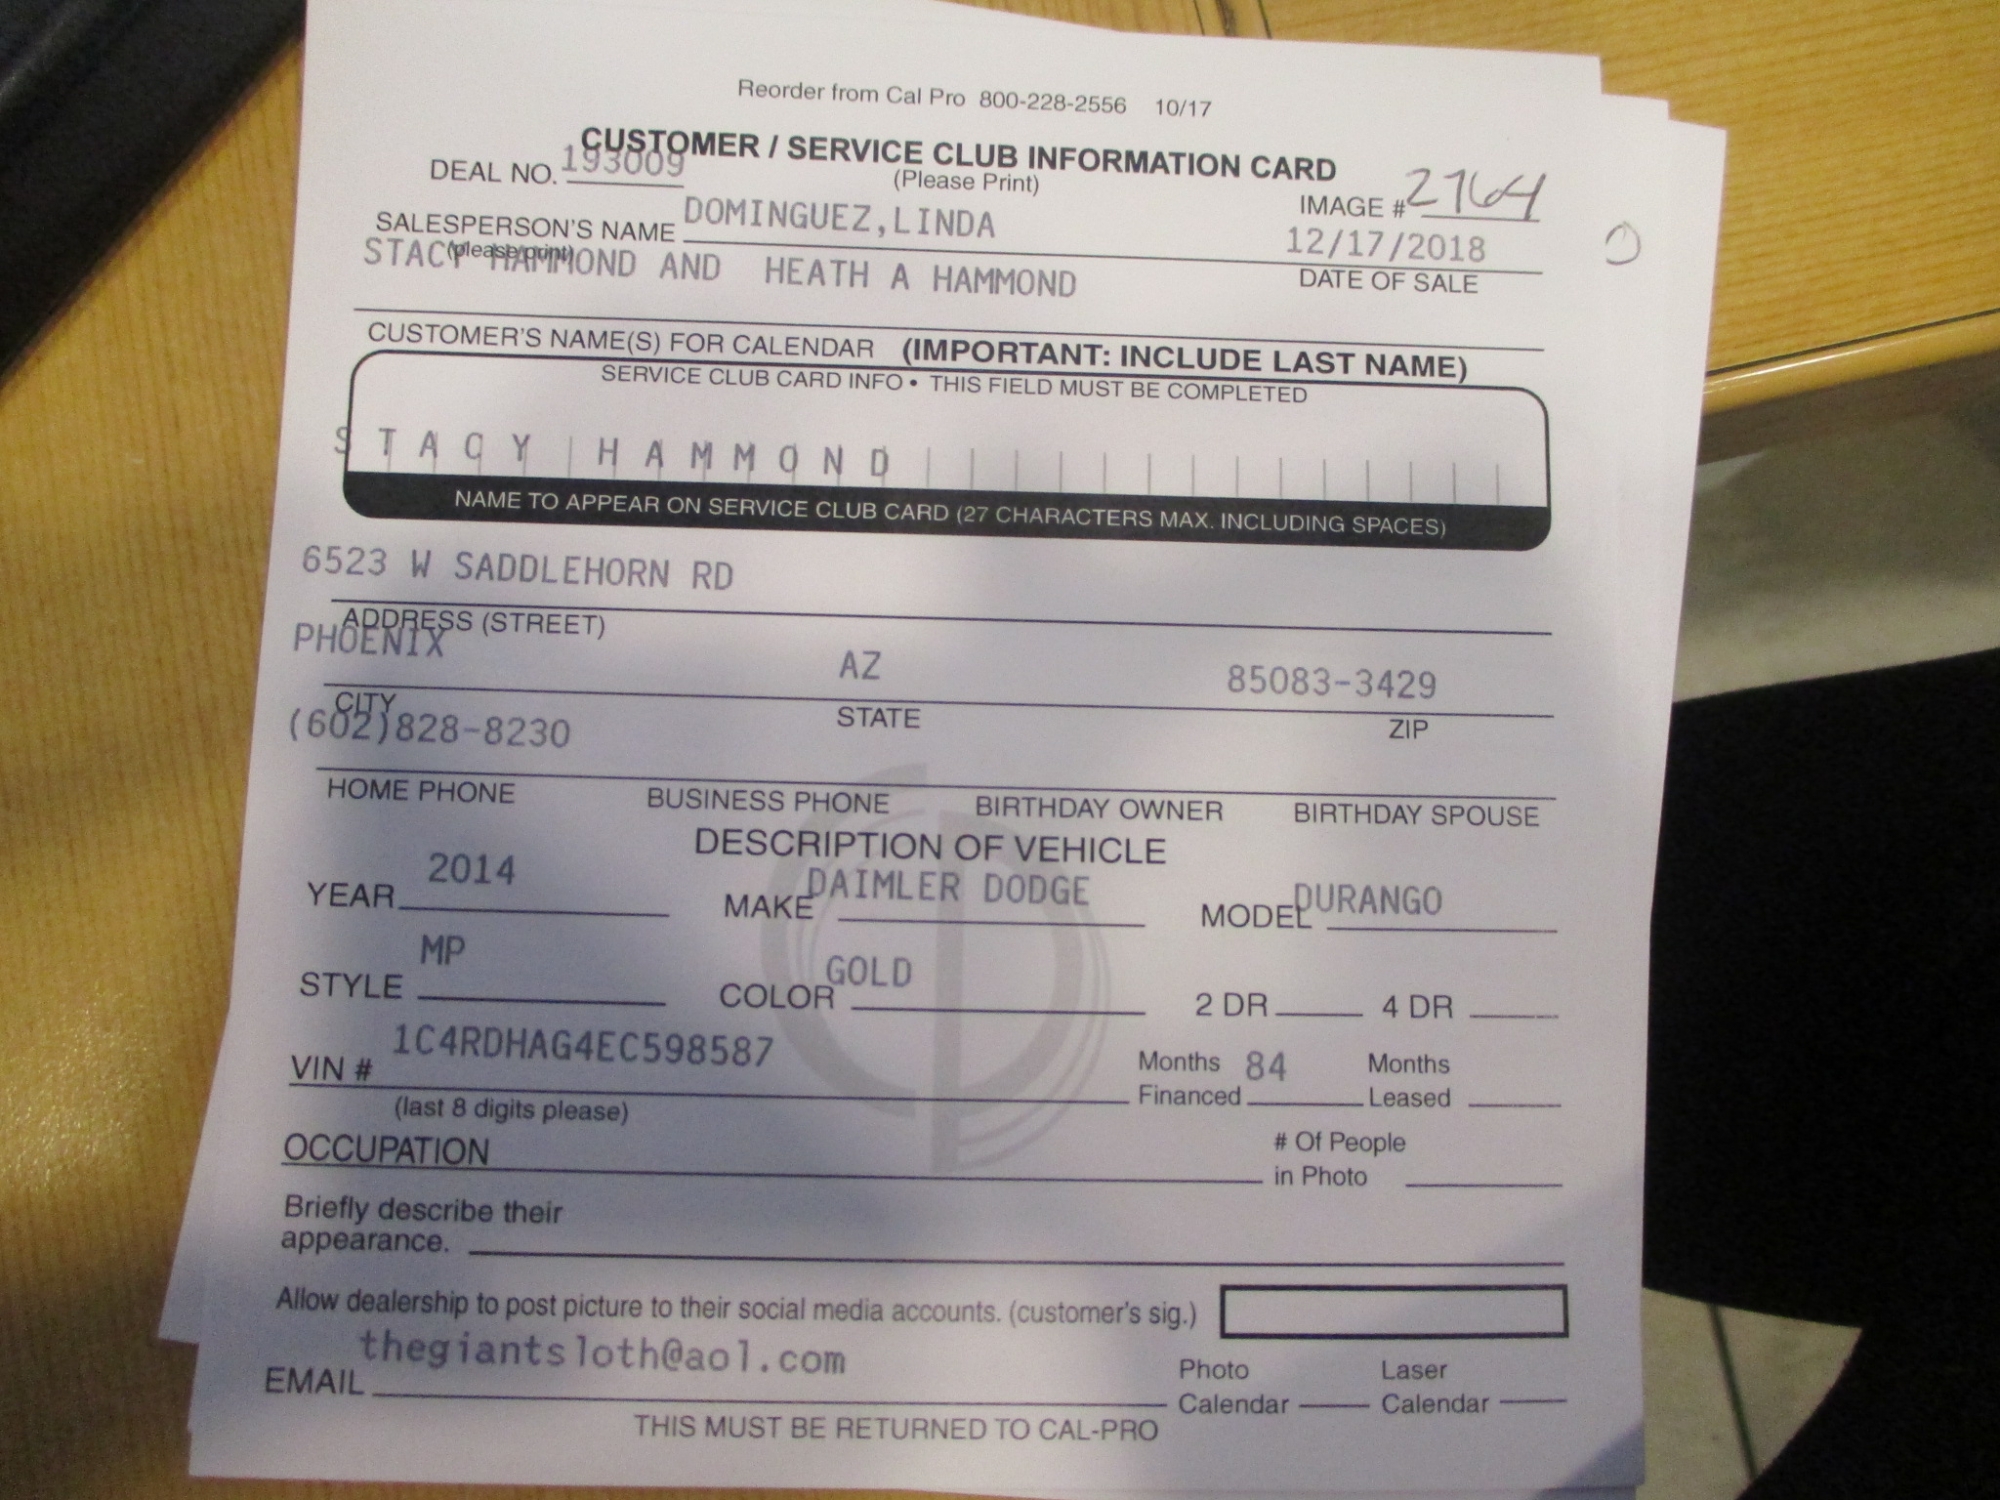 Reorder from Cal Pro 800-228-2556 10/17
CUSTOMER / SERVICE CLUB INFORMATION CARD
DEAL NO. 193009 (Please Print)
IMAGE # 2764
SALESPERSON'S NAME DOMINGUEZ,LINDA 12/17/2018
(please print) DATE OF SALE
STACY HAMMOND AND HEATH A HAMMOND
CUSTOMER'S NAME(S) FOR CALENDAR (IMPORTANT: INCLUDE LAST NAME)
SERVICE CLUB CARD INFO • THIS FIELD MUST BE COMPLETED
STACY HAMMOND
NAME TO APPEAR ON SERVICE CLUB CARD (27 CHARACTERS MAX. INCLUDING SPACES)
6523 W SADDLEHORN RD
ADDRESS (STREET)
PHOENIX AZ 85083-3429
CITY STATE ZIP
(602)828-8230
HOME PHONE BUSINESS PHONE BIRTHDAY OWNER BIRTHDAY SPOUSE
DESCRIPTION OF VEHICLE
YEAR 2014 MAKE DAIMLER DODGE MODEL DURANGO
STYLE MP COLOR GOLD 2 DR 4 DR
VIN # 1C4RDHAG4EC598587 Months Financed 84 Months Leased
(last 8 digits please)
OCCUPATION # Of People in Photo
Briefly describe their
appearance.
Allow dealership to post picture to their social media accounts. (customer's sig.)
EMAIL thegiantsloth@aol.com Photo Calendar Laser Calendar
THIS MUST BE RETURNED TO CAL-PRO